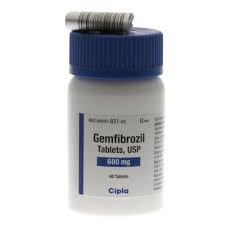 Gemfibrozil
Tablets, USP
600 mg
60 Tablets
Cipla